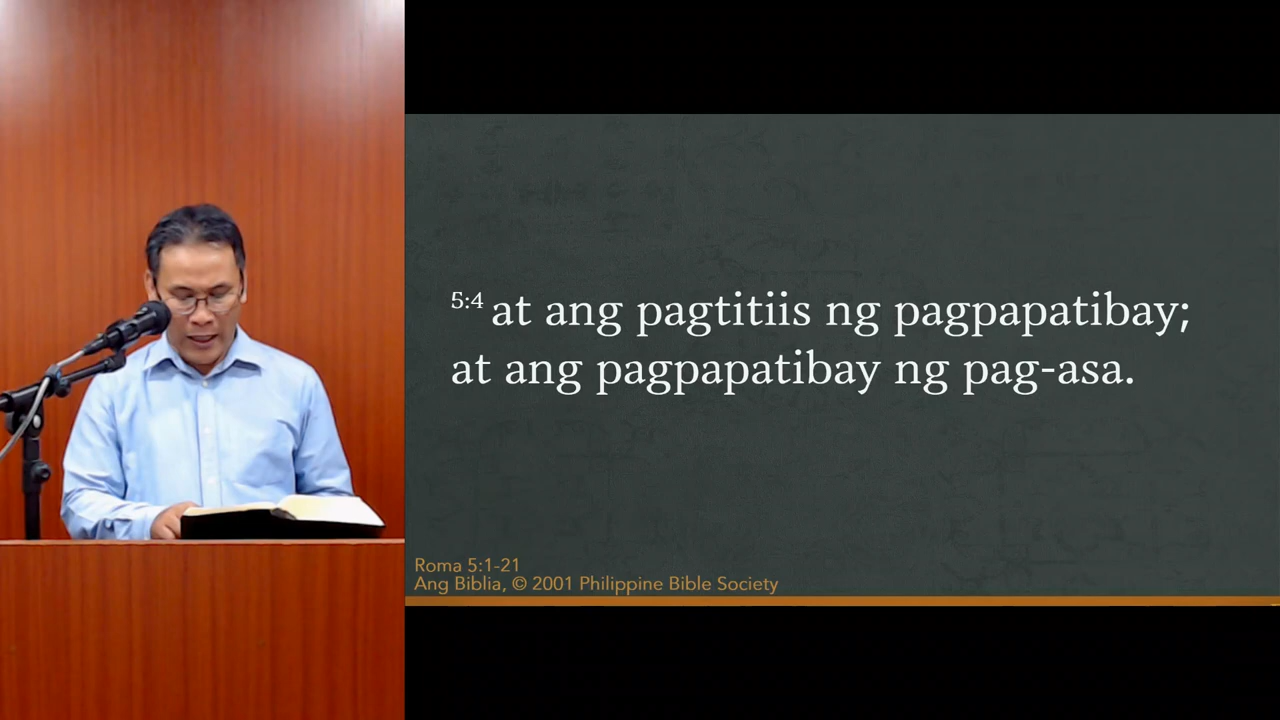 5:4 at ang pagtitiis ng pagpapatibay;
at ang pagpapatibay ng pag-asa.
Roma 5:1-21
Ang Biblia, © 2001 Philippine Bible Society